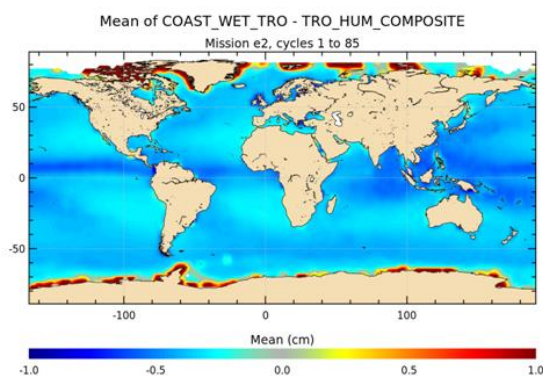 Mean of COAST_WET_TRO - TRO_HUM_COMPOSITE
Mission e2, cycles 1 to 85
50
0
-50
-100 0 100
Mean (cm)
-1.0 -0.5 0.0 0.5 1.0